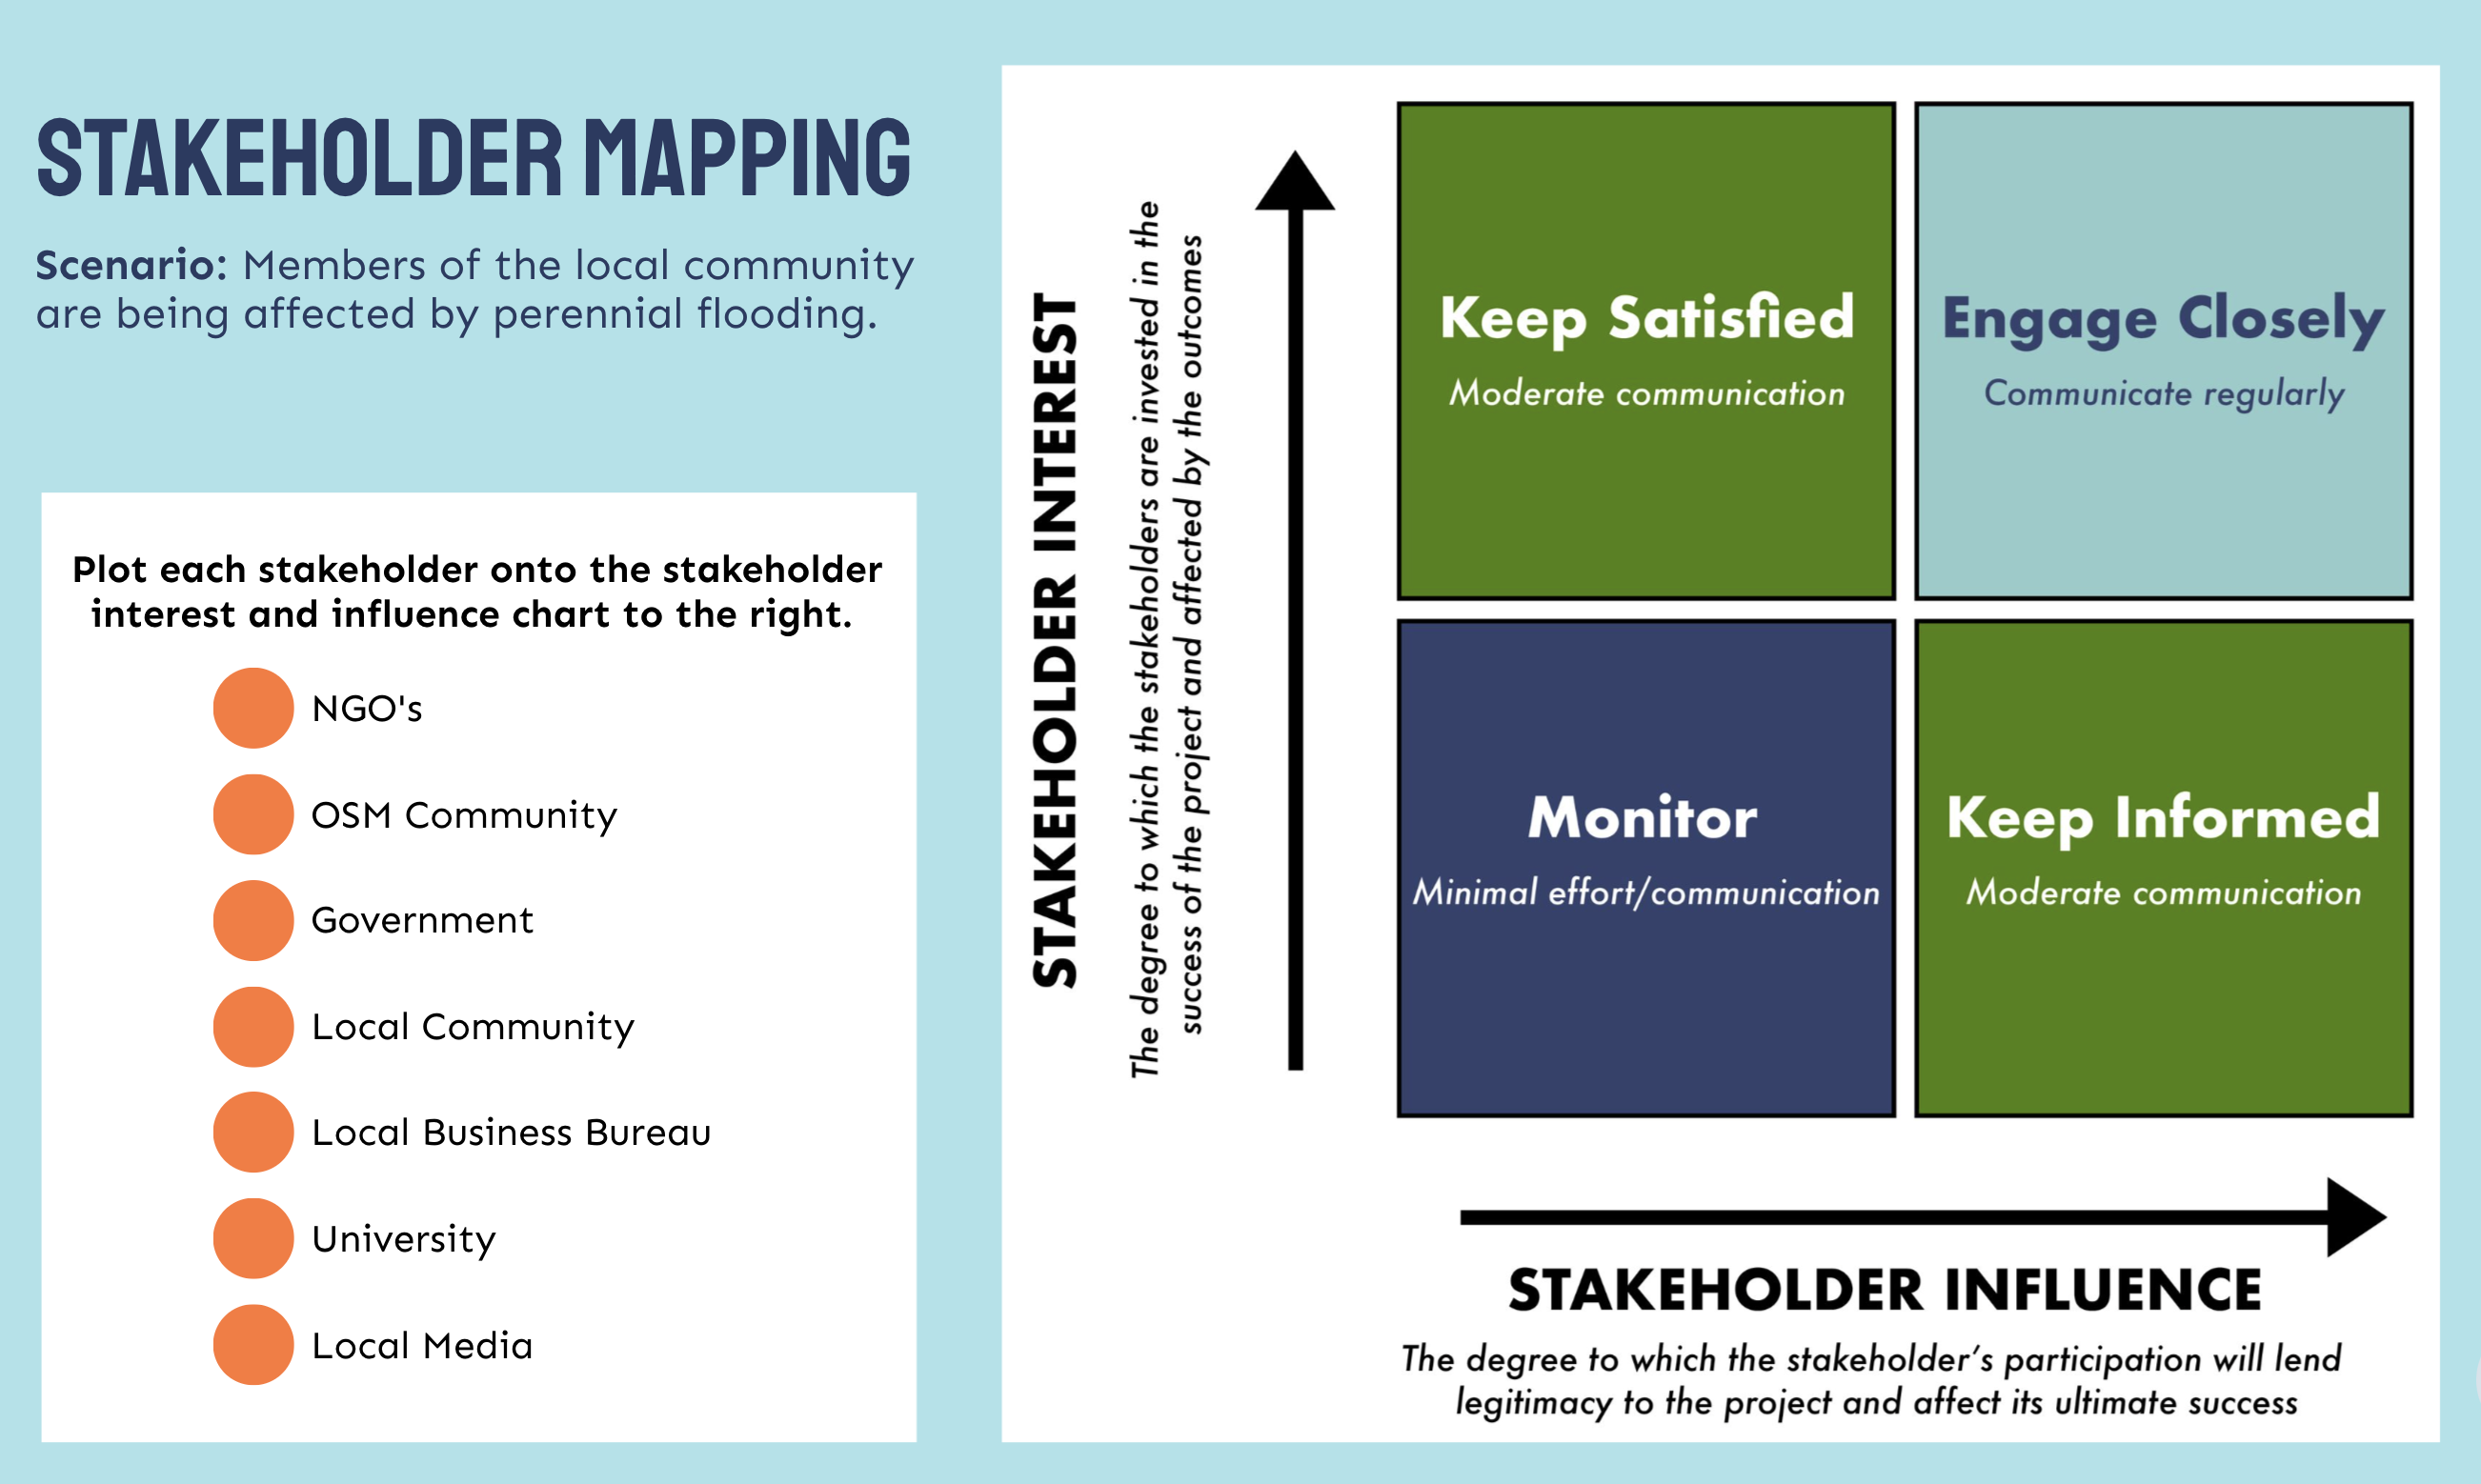 STAKEHOLDER MAPPING
Scenario: Members of the local community
are being affected by perennial flooding.
Plot each stakeholder onto the stakeholder
interest and influence chart to the right.
NGO's
OSM Community
Government
Local Community
Local Business Bureau
University
Local Media
STAKEHOLDER INTEREST
The degree to which the stakeholders are invested in the
success of the project and affected by the outcomes
Keep Satisfied
Moderate communication
Engage Closely
Communicate regularly
Monitor
Minimal effort/communication
Keep Informed
Moderate communication
STAKEHOLDER INFLUENCE
The degree to which the stakeholder’s participation will lend
legitimacy to the project and affect its ultimate success